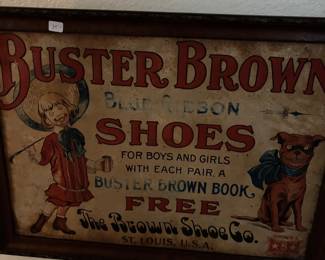 BUSTER BROWN
BLUE RIBBON
SHOES
FOR BOYS AND GIRLS
WITH EACH PAIR, A
BUSTER BROWN BOOK,
FREE
The Brown Shoe Co.
ST. LOUIS, U.S.A.